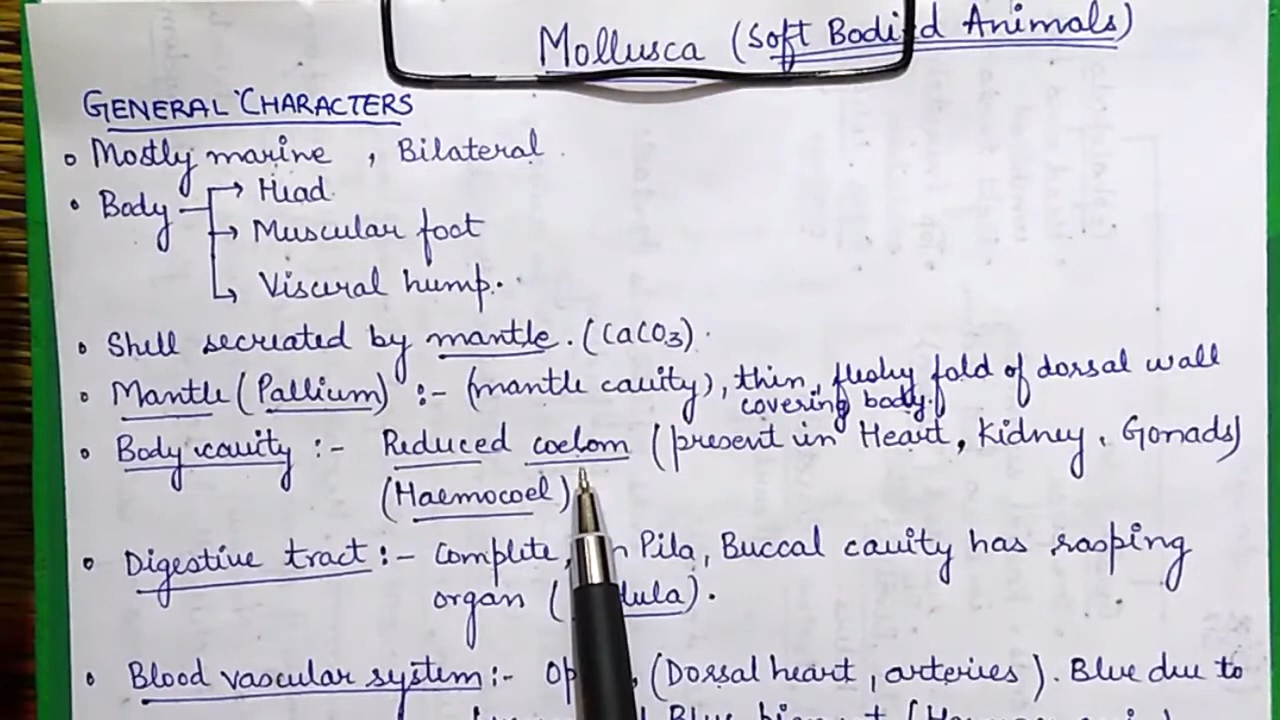 Mollusca (Soft Bodied Animals)
GENERAL CHARACTERS
Mostly marine, Bilateral.
Body → Head.
→ Muscular foot
→ Visceral hump.
Shell secreated by mantle. (CaCO3).
Mantle (Pallium) :- (mantle cavity), thin, fleshy fold of dorsal wall
covering body.
Body cavity :- Reduced coelom (present in Heart, Kidney, Gonads)
(Haemocoel)
Digestive tract :- Complete, Pila, Buccal cavity has rasping
organ (
Blood vascular system :- (Dorsal heart, arteries). Blue due to
Blue